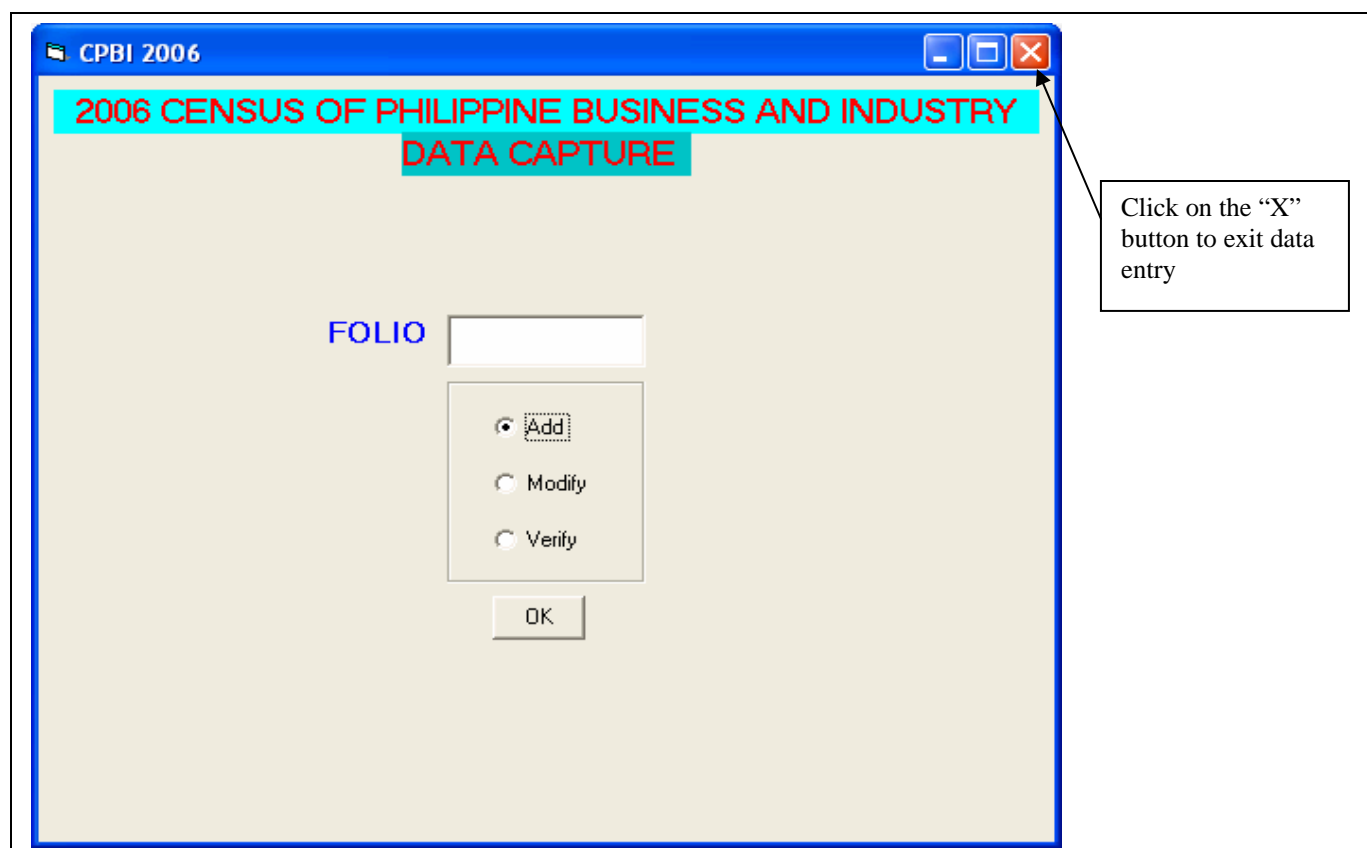 CPBI 2006
2006 CENSUS OF PHILIPPINE BUSINESS AND INDUSTRY
DATA CAPTURE
Click on the “X”
button to exit data
entry
FOLIO
Add
Modify
Verify
OK